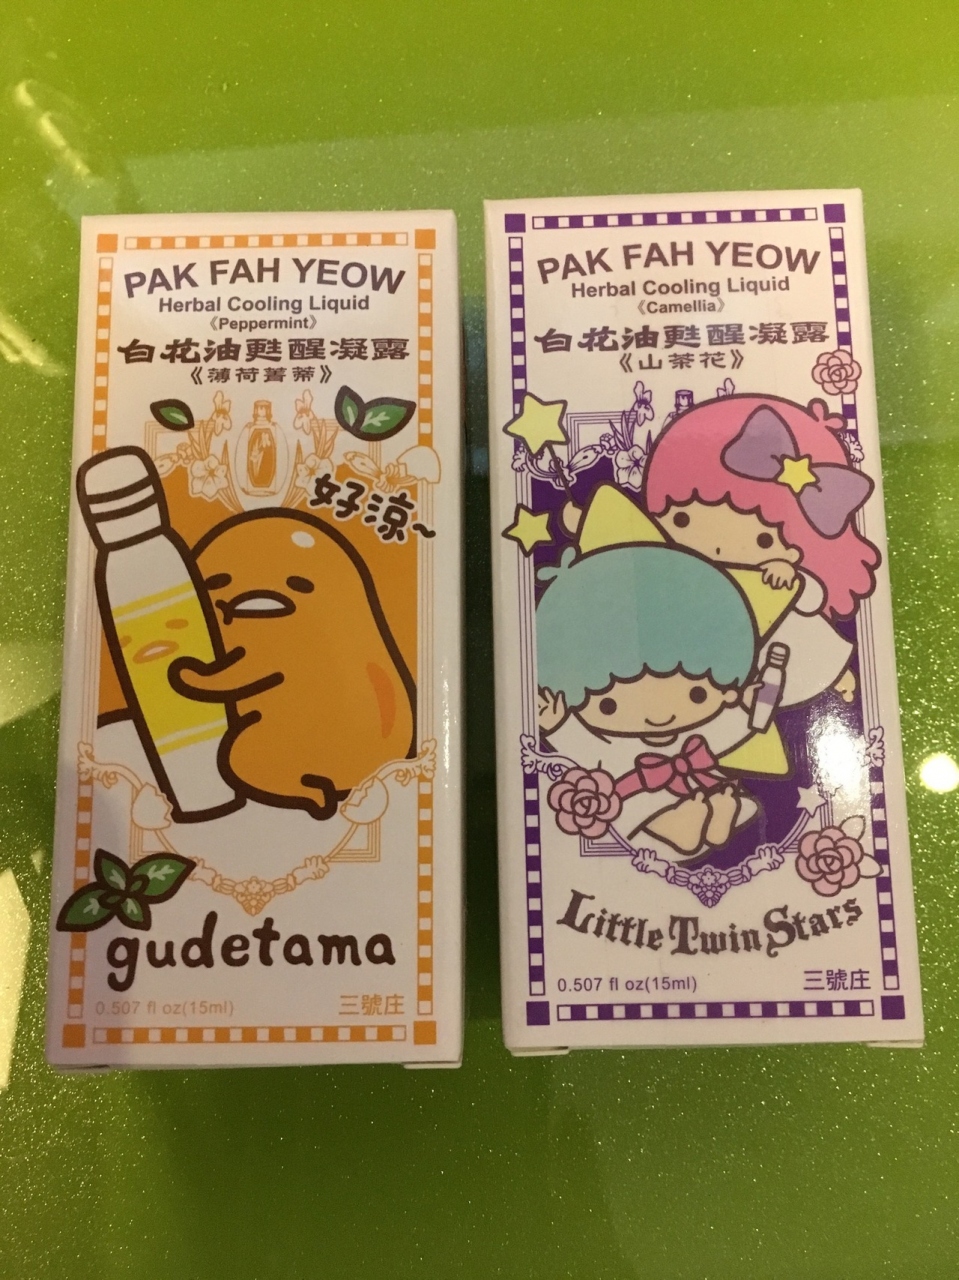 PAK FAH YEOW
Herbal Cooling Liquid
《Peppermint》
白花油甦醒凝露
《薄荷菁蒂》
好涼~
gudetama
0.507 fl oz(15ml)
三號庄
PAK FAH YEOW
Herbal Cooling Liquid
《Camellia》
白花油甦醒凝露
《山茶花》
Little Twin Stars
0.507 fl oz(15ml)
三號庄